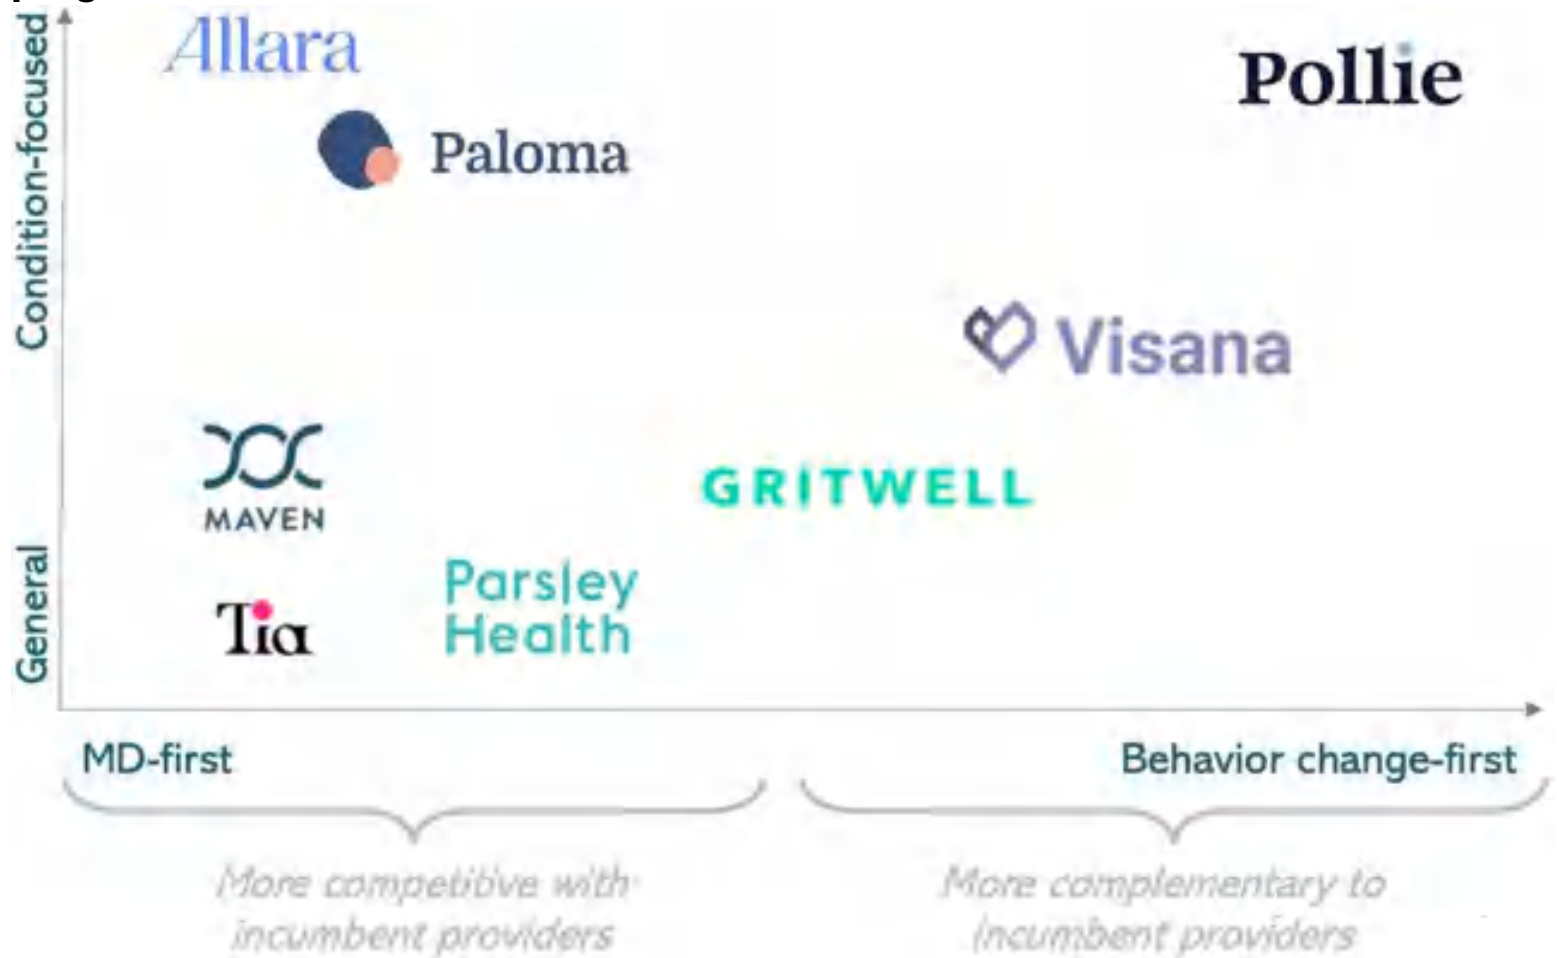 Condition-focused
General
Allara
Pollie
Paloma
Visana
MAVEN
GRITWELL
Parsley
Health
Tia
MD-first
Behavior change-first
More competitive with
incumbent providers
More complementary to
incumbent providers